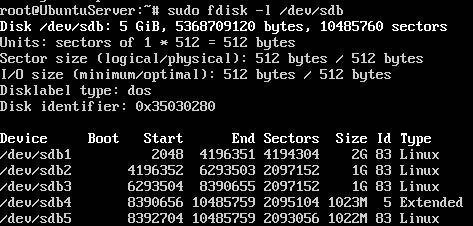 root@UbuntuServer:~# sudo fdisk -l /dev/sdb
Disk /dev/sdb: 5 GiB, 5368709120 bytes, 10485760 sectors
Units: sectors of 1 * 512 = 512 bytes
Sector size (logical/physical): 512 bytes / 512 bytes
I/O size (minimum/optimal): 512 bytes / 512 bytes
Disklabel type: dos
Disk identifier: 0x35030280
Device     Boot   Start      End Sectors  Size Id Type
/dev/sdb1          2048  4196351 4194304    2G 83 Linux
/dev/sdb2       4196352  6293503 2097152    1G 83 Linux
/dev/sdb3       6293504  8390655 2097152    1G 83 Linux
/dev/sdb4       8390656 10485759 2095104 1023M  5 Extended
/dev/sdb5       8392704 10485759 2093056 1022M 83 Linux